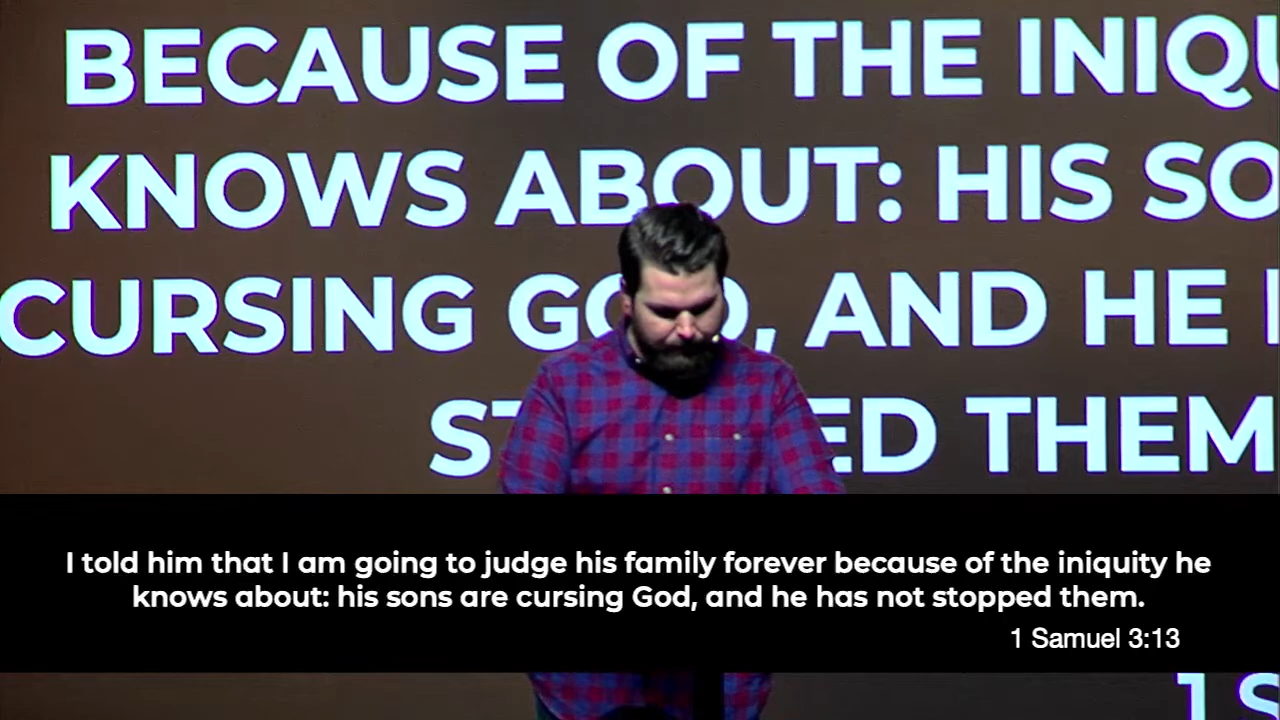 BECAUSE OF THE INIQU
KNOWS ABOUT: HIS SO
CURSING GOD, AND HE
ST ED THEM
I told him that I am going to judge his family forever because of the iniquity he
knows about: his sons are cursing God, and he has not stopped them.
1 Samuel 3:13
1 S